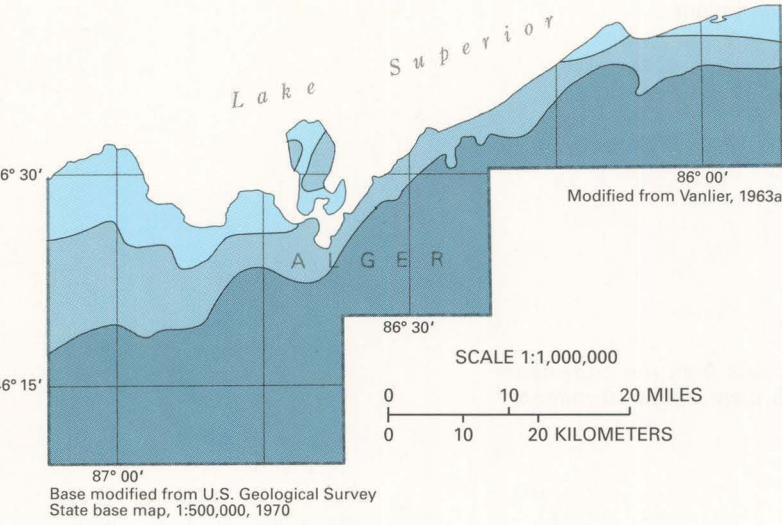 Lake Superior
6° 30′
86° 00′
Modified from Vanlier, 1963a
ALGER
86° 30′
SCALE 1:1,000,000
6° 15′
0 10 20 MILES
0 10 20 KILOMETERS
87° 00′
Base modified from U.S. Geological Survey
State base map, 1:500,000, 1970